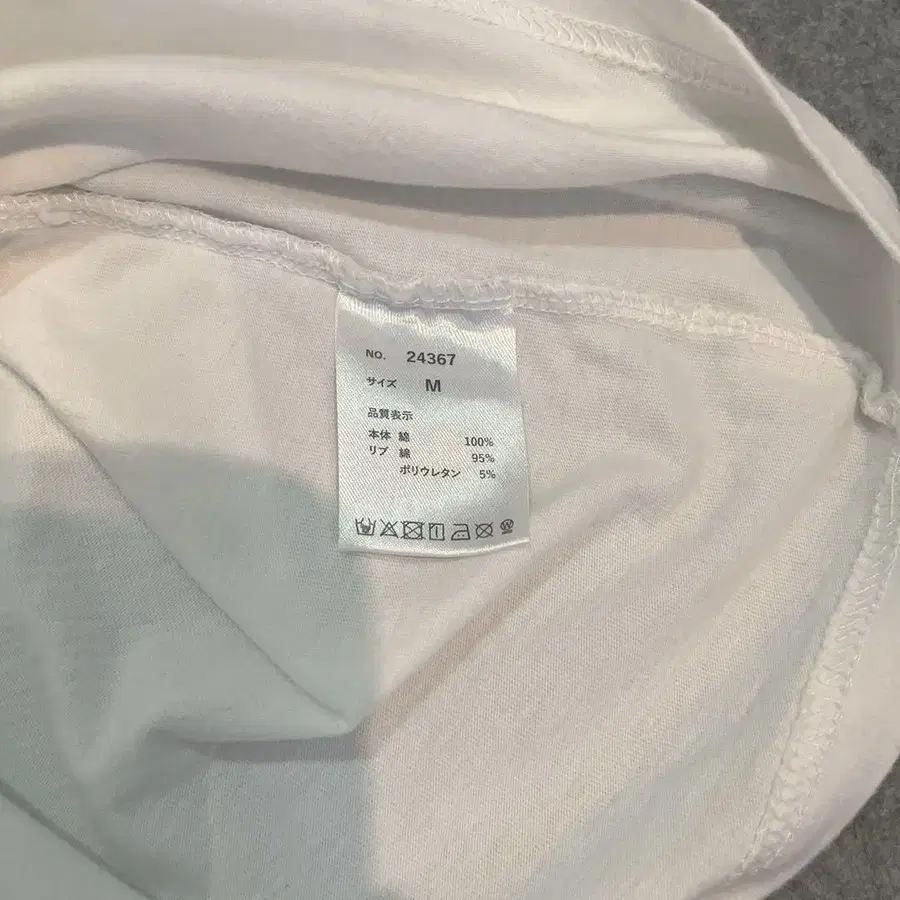 NO. 24367
サイズ M
品質表示
本体 綿 100%
リブ 綿 95%
ポリウレタン 5%